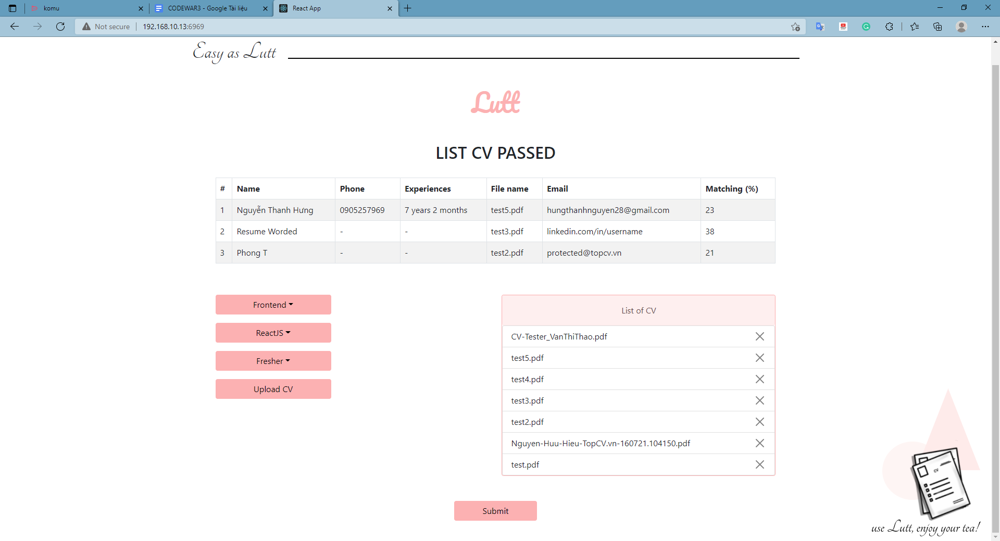 komu
CODEWAR3 - Google Tài liệu
React App
Not secure
192.168.10.13:6969
Easy as Lutt
Lutt
LIST CV PASSED
# Name Phone Experiences File name Email Matching (%)
1 Nguyễn Thanh Hưng 0905257969 7 years 2 months test5.pdf hungthanhnguyen28@gmail.com 23
2 Resume Worded - - test3.pdf linkedin.com/in/username 38
3 Phong T - - test2.pdf protected@topcv.vn 21
Frontend
ReactJS
Fresher
Upload CV
List of CV
CV-Tester_VanThiThao.pdf
test5.pdf
test4.pdf
test3.pdf
test2.pdf
Nguyen-Huu-Hieu-TopCV.vn-160721.104150.pdf
test.pdf
Submit
CV
use Lutt, enjoy your tea!